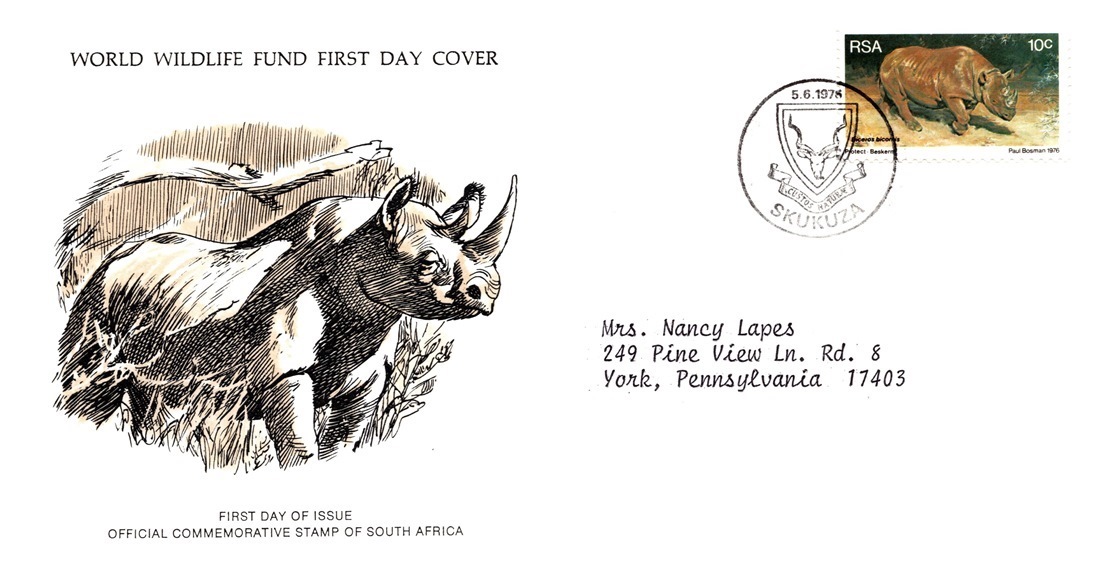 WORLD WILDLIFE FUND FIRST DAY COVER
RSA 10c
5.6.1976
Diceros bicornis
Protect Beskerm
Paul Bosman 1976
CUSTOS NATURAE
SKUKUZA
Mrs. Nancy Lapes
249 Pine View Ln. Rd. 8
York, Pennsylvania 17403
FIRST DAY OF ISSUE
OFFICIAL COMMEMORATIVE STAMP OF SOUTH AFRICA